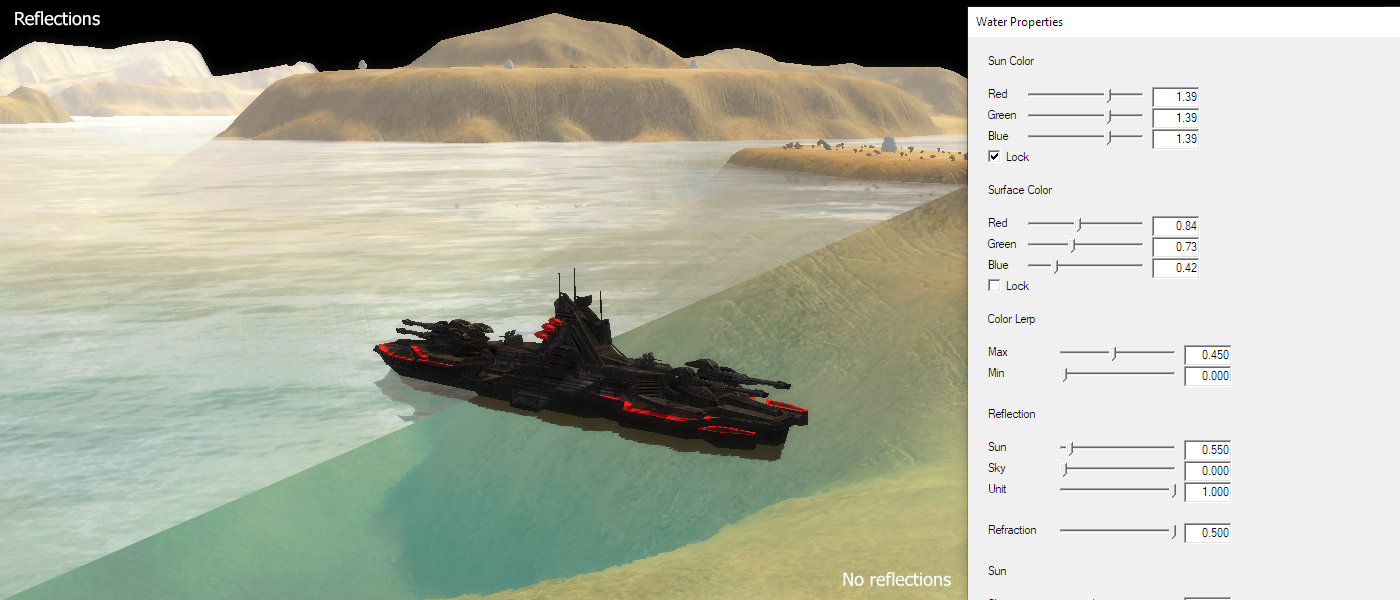 Reflections
No reflections
Water Properties
Sun Color
Red 1.39
Green 1.39
Blue 1.39
Lock
Surface Color
Red 0.84
Green 0.73
Blue 0.42
Lock
Color Lerp
Max 0.450
Min 0.000
Reflection
Sun 0.550
Sky 0.000
Unit 1.000
Refraction 0.500
Sun